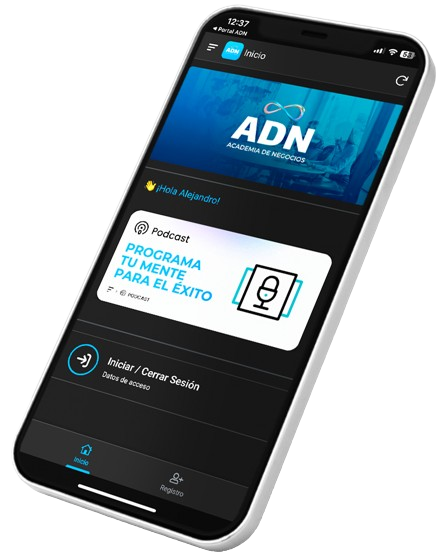 12:37
◀ Portal ADN
ADN
Inicio
ADN
ACADEMIA DE NEGOCIOS
👋 ¡Hola Alejandro!
Podcast
PROGRAMA
TU MENTE
PARA EL ÉXITO
PODCAST
Iniciar / Cerrar Sesión
Datos de acceso
Inicio
Registro